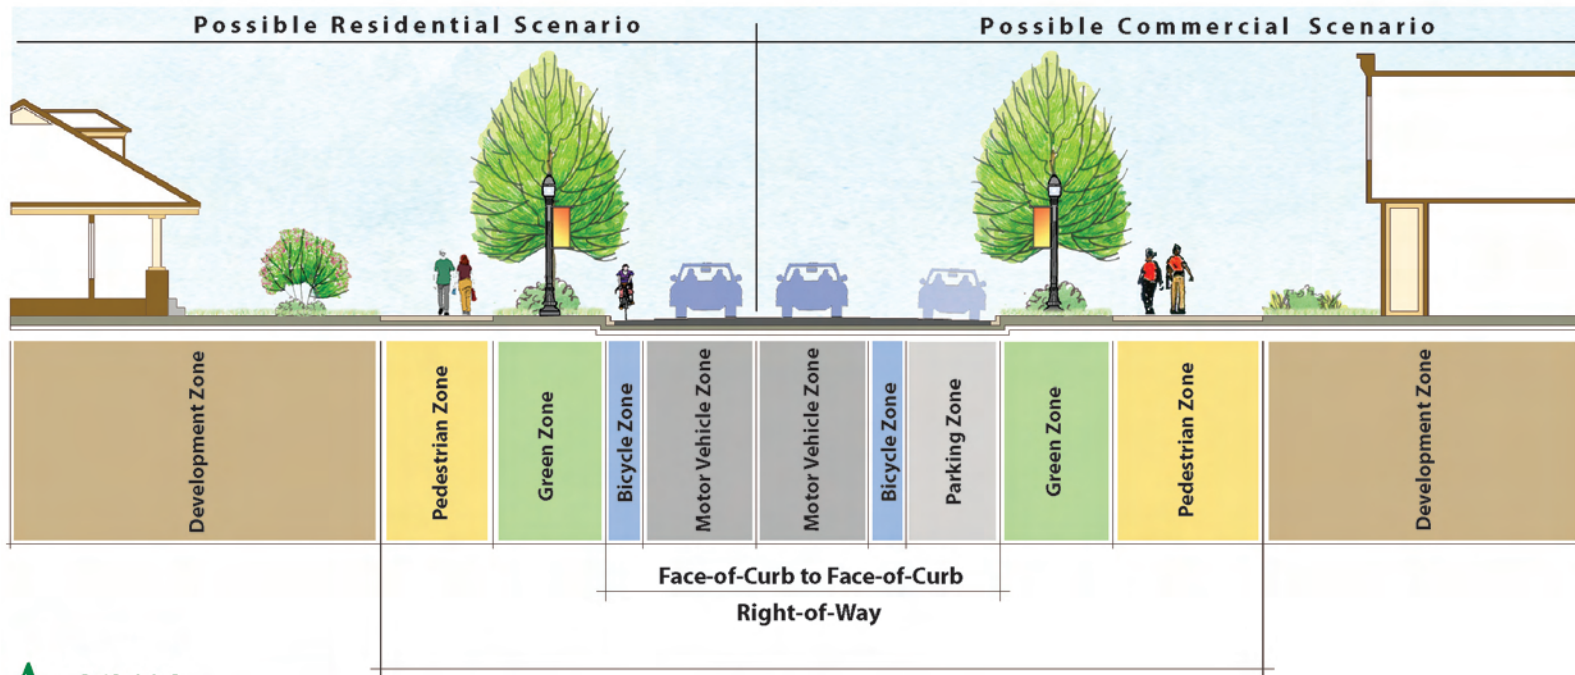 Possible Residential Scenario
Possible Commercial Scenario
Development Zone
Pedestrian Zone
Green Zone
Bicycle Zone
Motor Vehicle Zone
Motor Vehicle Zone
Bicycle Zone
Parking Zone
Green Zone
Pedestrian Zone
Development Zone
Face-of-Curb to Face-of-Curb
Right-of-Way